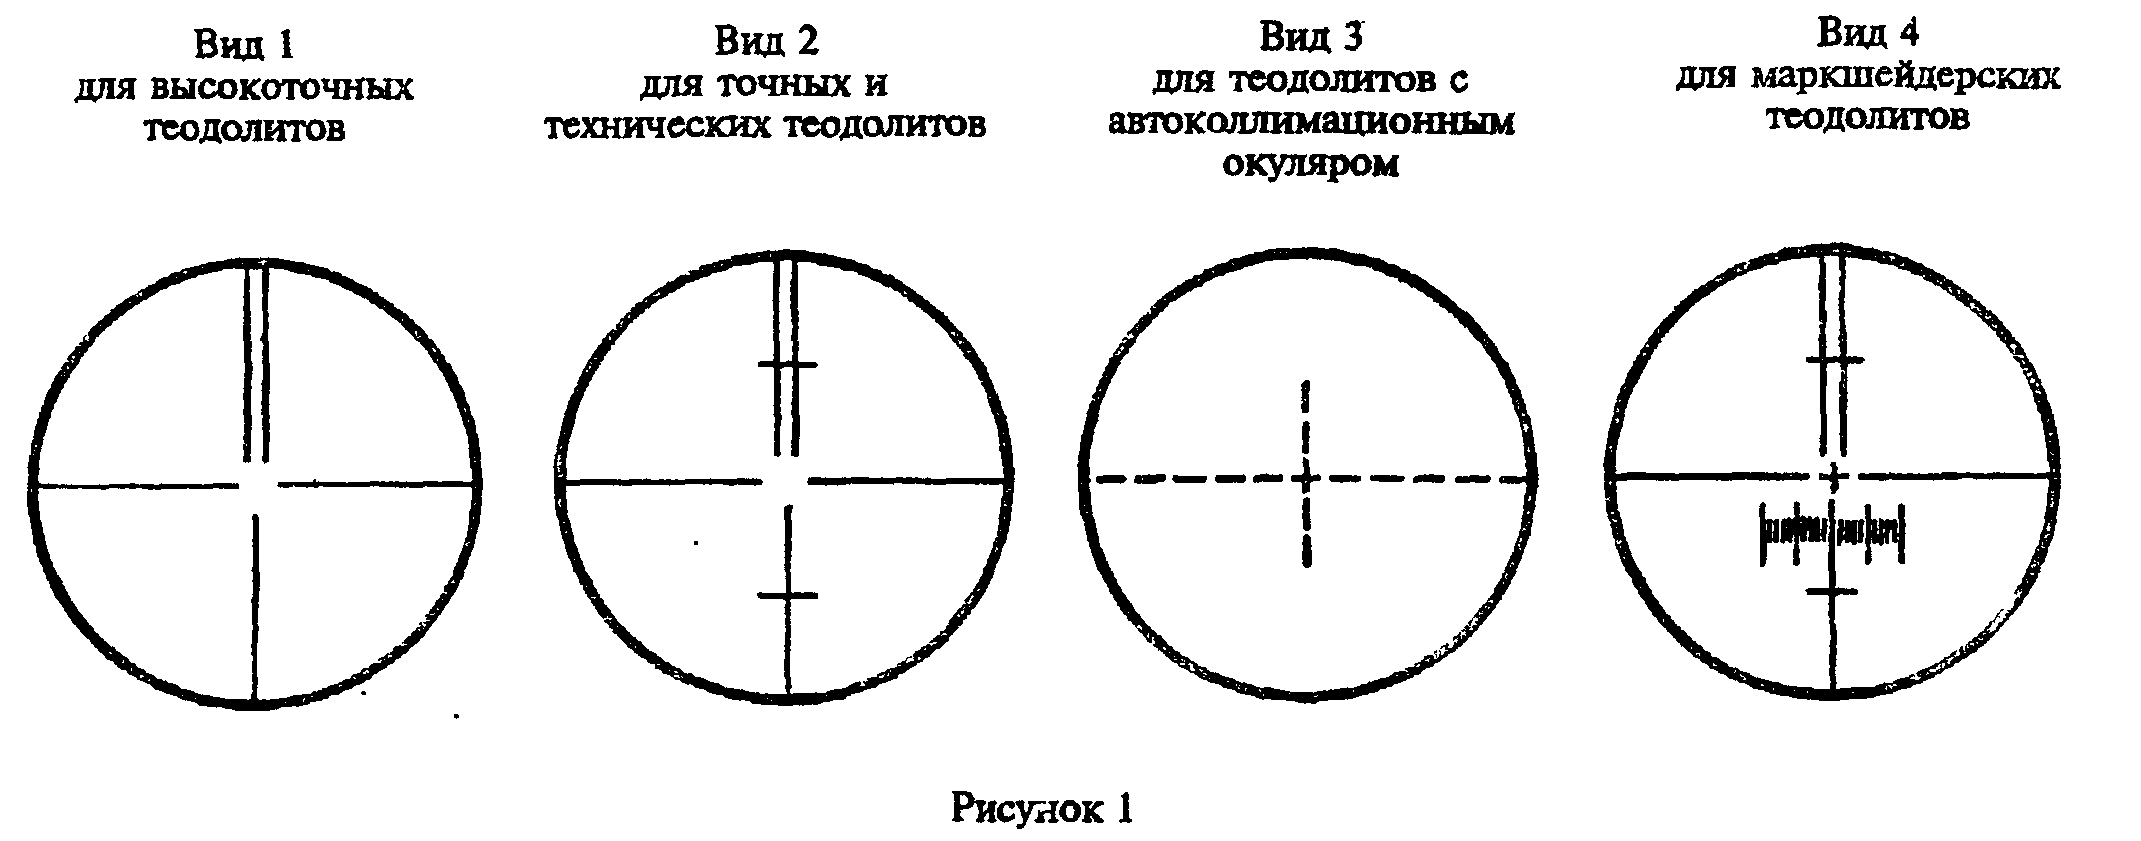 Вид 1
для высокоточных
теодолитов
Вид 2
для точных и
технических теодолитов
Вид 3
для теодолитов с
автоколлимационным
окуляром
Вид 4
для маркшейдерских
теодолитов
Рисунок 1